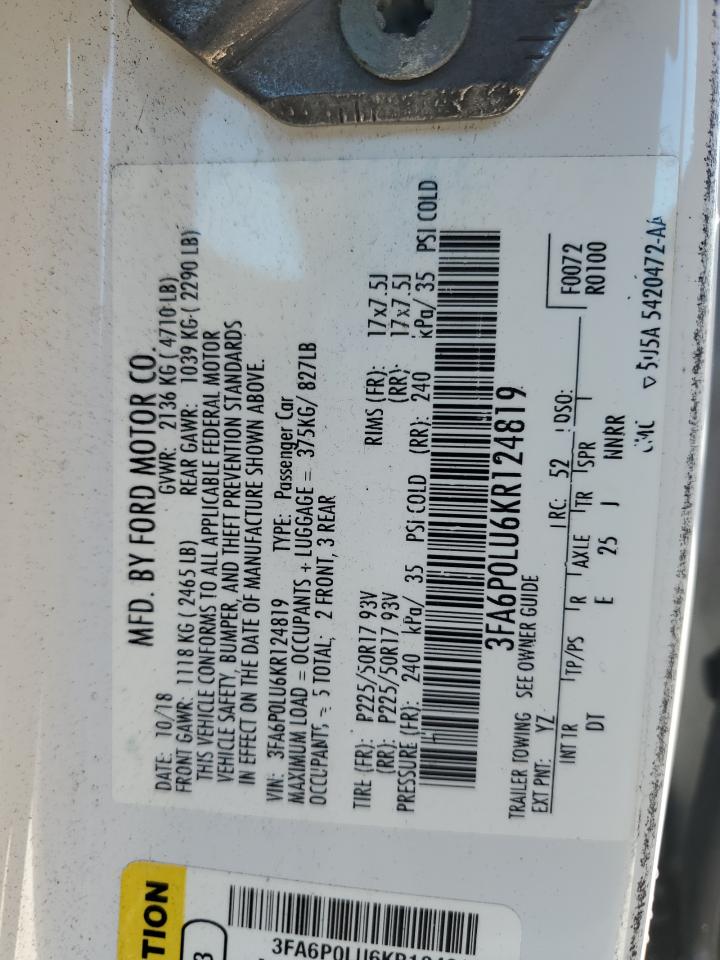 MFD. BY FORD MOTOR CO.
DATE: 10/18 GVWR: 2136 KG ( 4710 LB)
FRONT GAWR: 1118 KG ( 2465 LB) REAR GAWR: 1039 KG ( 2290 LB)
THIS VEHICLE CONFORMS TO ALL APPLICABLE FEDERAL MOTOR
VEHICLE SAFETY, BUMPER, AND THEFT PREVENTION STANDARDS
IN EFFECT ON THE DATE OF MANUFACTURE SHOWN ABOVE.
VIN: 3FA6P0LU6KR124819 TYPE: Passenger Car
MAXIMUM LOAD = OCCUPANTS + LUGGAGE = 375KG/ 827LB
OCCUPANTS, = 5 TOTAL; 2 FRONT, 3 REAR
TIRE (FR): P225/50R17 93V RIMS (FR): 17x7.5J
(RR): P225/50R17 93V (RR): 17x7.5J
PRESSURE (FR): 240 kPa/ 35 PSI COLD (RR): 240 kPa/ 35 PSI COLD
3FA6P0LU6KR124819
TRAILER TOWING SEE OWNER GUIDE
EXT PNT: YZ RC: 52 DSO: F0072
INT TR TP/PS R AXLE TR SPR R0100
DT E 25 J NNRR
5U5A 5420472-AA
TION
3FA6P0LU6KR1248